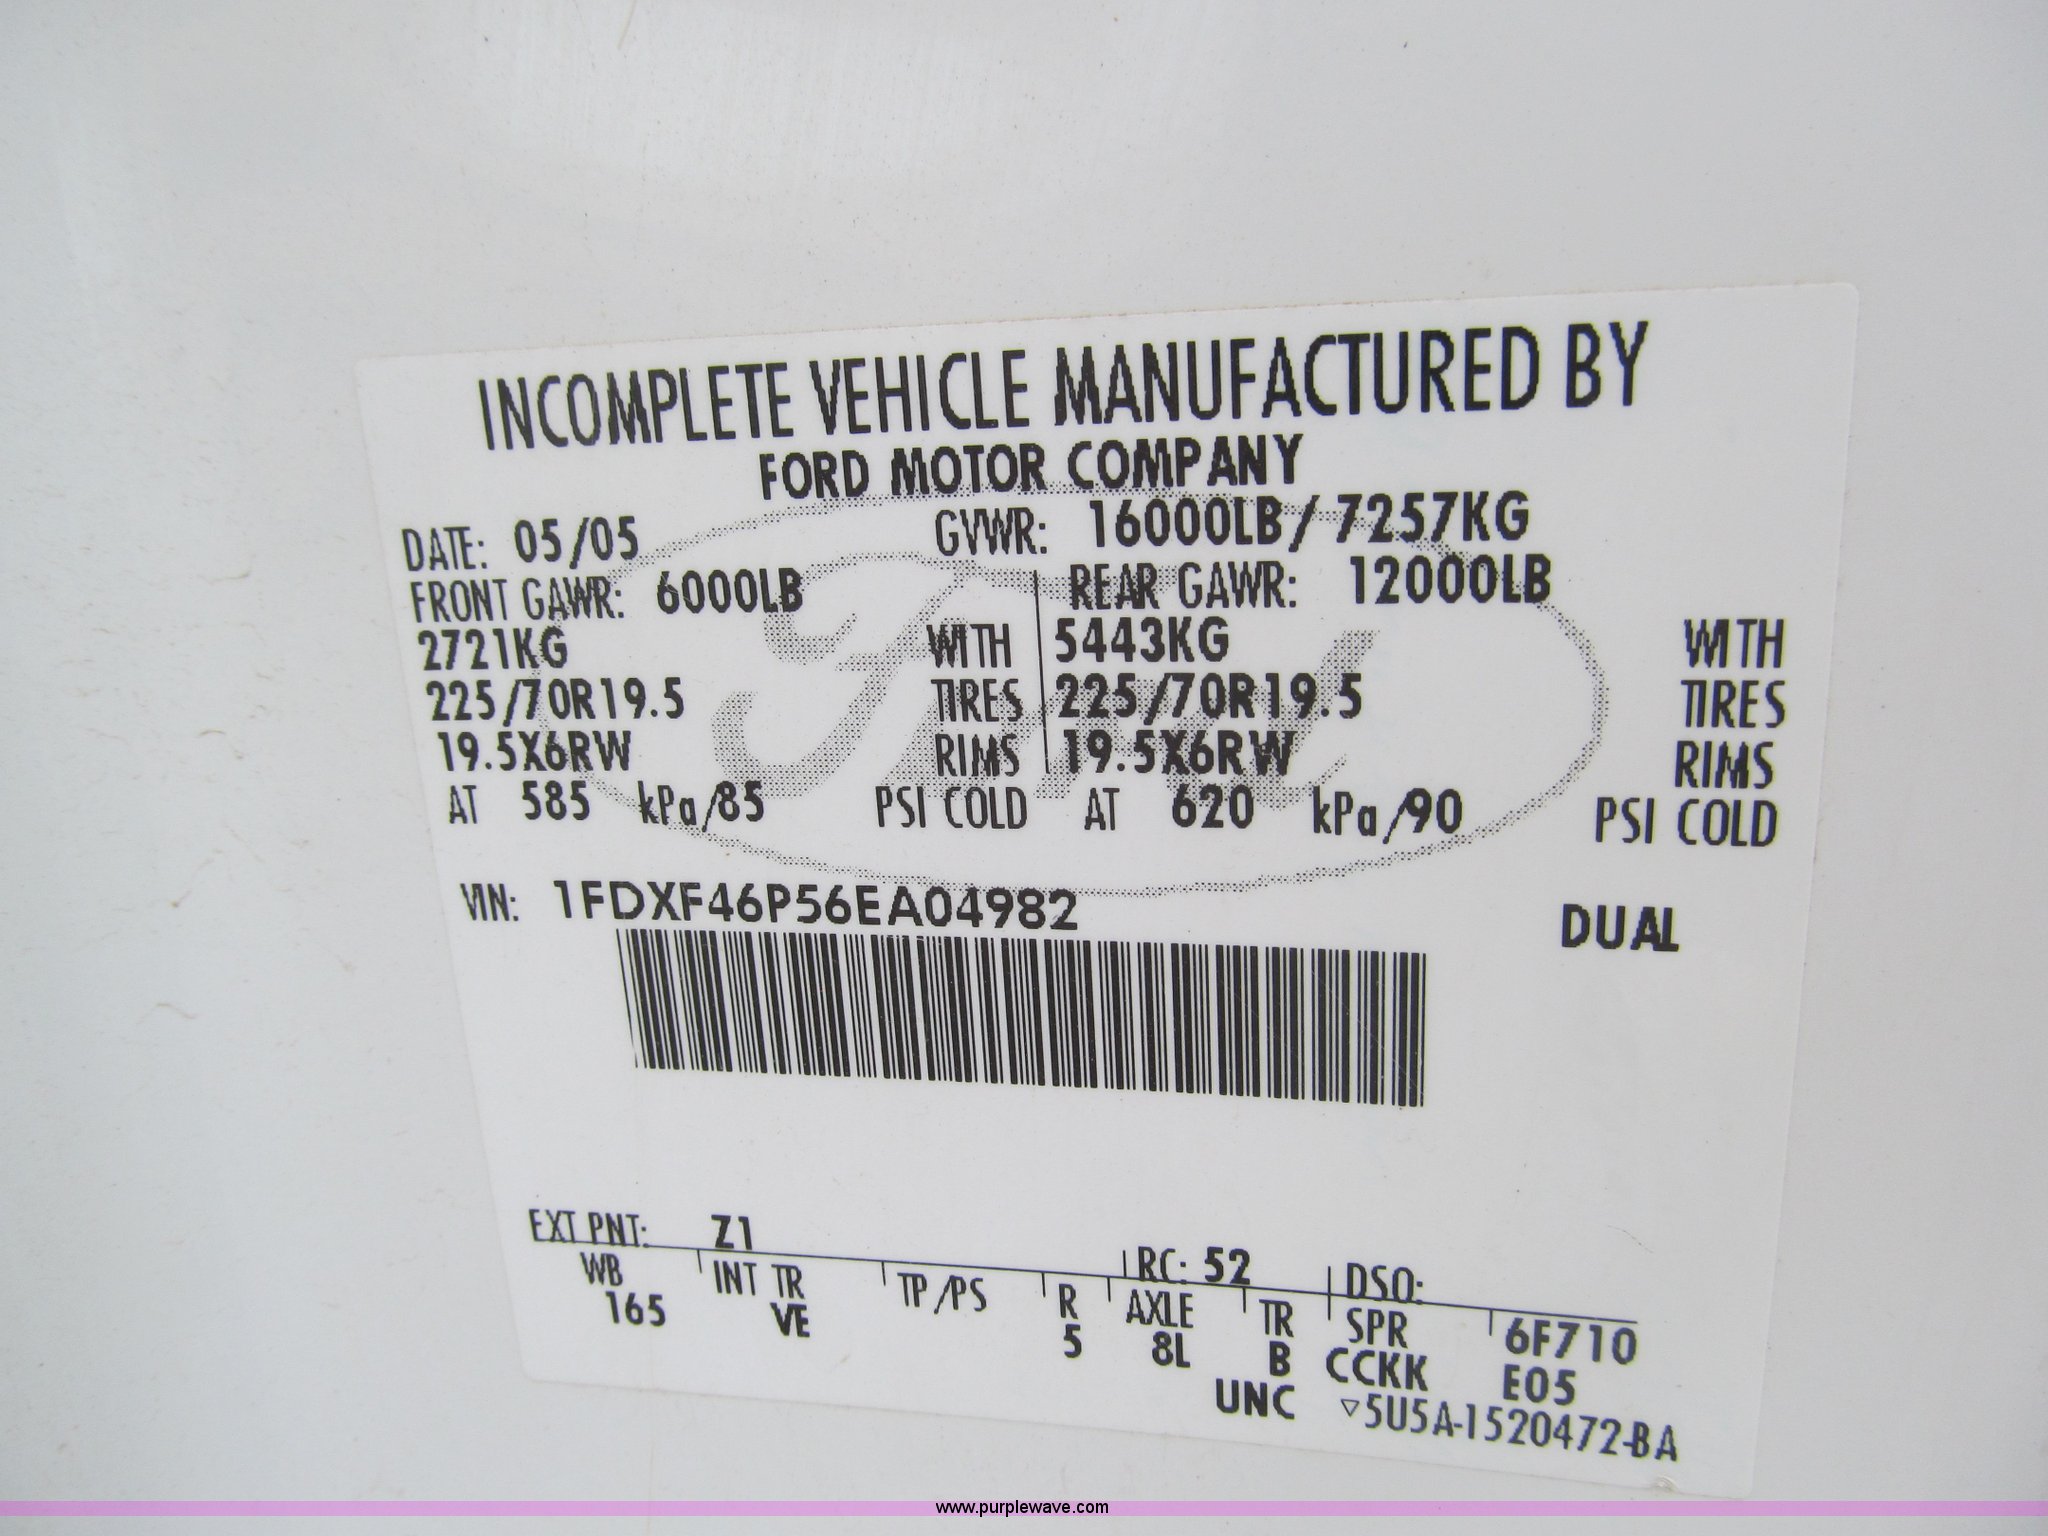 INCOMPLETE VEHICLE MANUFACTURED BY
FORD MOTOR COMPANY
DATE: 05/05 GVWR: 16000LB/ 7257KG
FRONT GAWR: 6000LB REAR GAWR: 12000LB
2721KG WITH 5443KG WITH
225/70R19.5 TIRES 225/70R19.5 TIRES
19.5X6RW RIMS 19.5X6RW RIMS
AT 585 kPa/85 PSI COLD AT 620 kPa/90 PSI COLD
VIN: 1FDXF46P56EA04982 DUAL
EXT PNT: Z1 RC: 52 DSO:
WB INT TR TP/PS R AXLE TR SPR 6F710
165 VE 5 8L B CCKK E05
UNC ▽5U5A-1520472-BA
Ford
www.purplewave.com